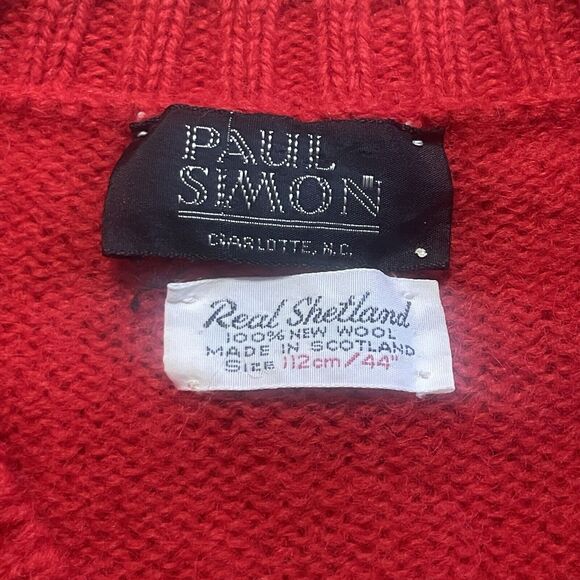 PAUL
SIMON
CHARLOTTE, N.C.
Real Shetland
100% NEW WOOL
MADE IN SCOTLAND
SIZE 112cm/44"